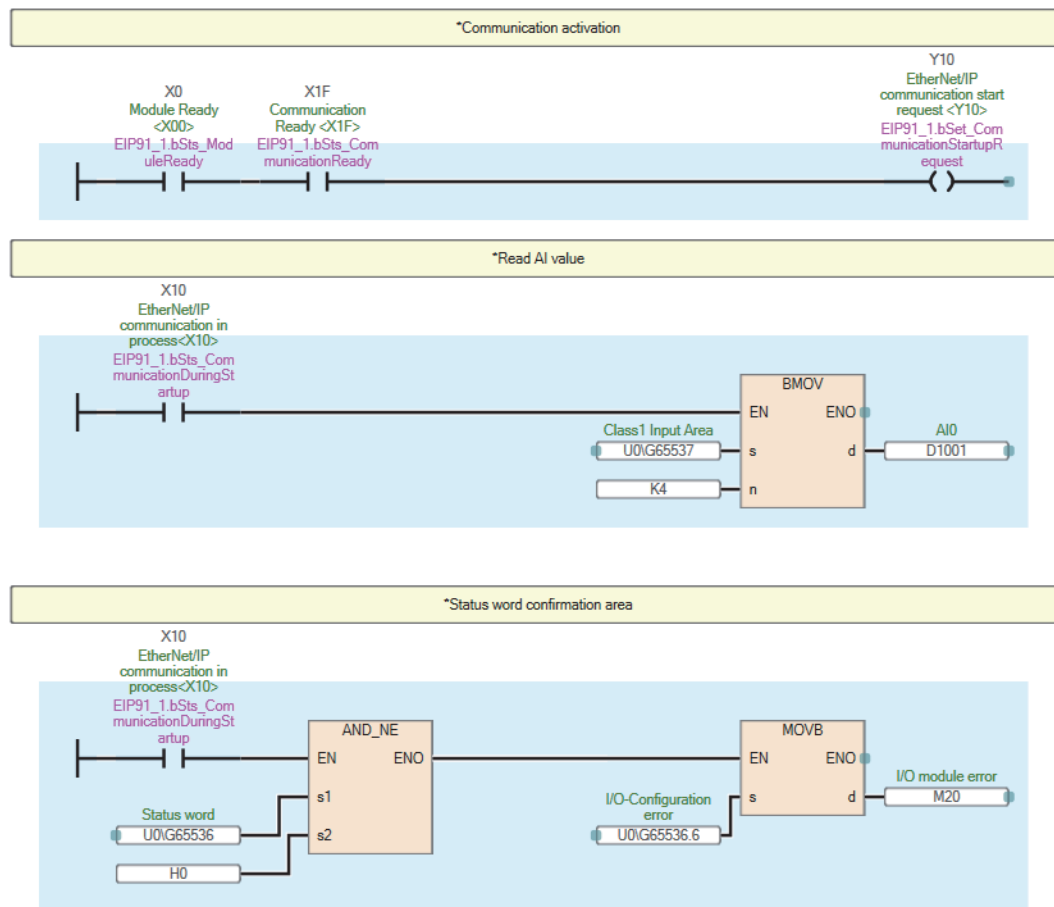 *Communication activation
X0
Module Ready
<X00>
EIP91_1.bSts_Mod
uleReady
X1F
Communication
Ready <X1F>
EIP91_1.bSts_Com
municationReady
Y10
EtherNet/IP
communication start
request <Y10>
EIP91_1.bSet_Com
municationStartupR
equest
*Read AI value
X10
EtherNet/IP
communication in
process<X10>
EIP91_1.bSts_Com
municationDuringSt
artup
BMOV
EN ENO
Class1 Input Area
U0\G65537
s
d
AI0
D1001
K4
n
*Status word confirmation area
X10
EtherNet/IP
communication in
process<X10>
EIP91_1.bSts_Com
municationDuringSt
artup
AND_NE
EN ENO
s1
Status word
U0\G65536
s2
H0
MOVB
EN ENO
I/O-Configuration
error
U0\G65536.6
s
d
I/O module error
M20